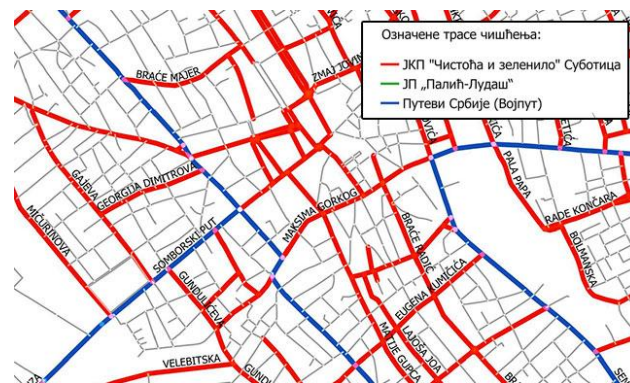 Означене трасе чишћења:
ЈКП "Чистоћа и зеленило" Суботица
ЈП „Палић-Лудаш“
Путеви Србије (Војпут)
BRAĆE MAJER
ZMAJ JOVIN
GEORGIJA DIMITROVA
GAJEVA
MIČURINOVA
SOMBORSKI PUT
MAKSIMA GORKOG
PALA PAPA
RADE KONČARA
BOLMANSKA
BRAĆE RADIĆ
EUGENA KUMIČIĆA
GUNDULIĆEVA
VELEBITSKA
MATIJE GUPCA
LAJOŠA JOA